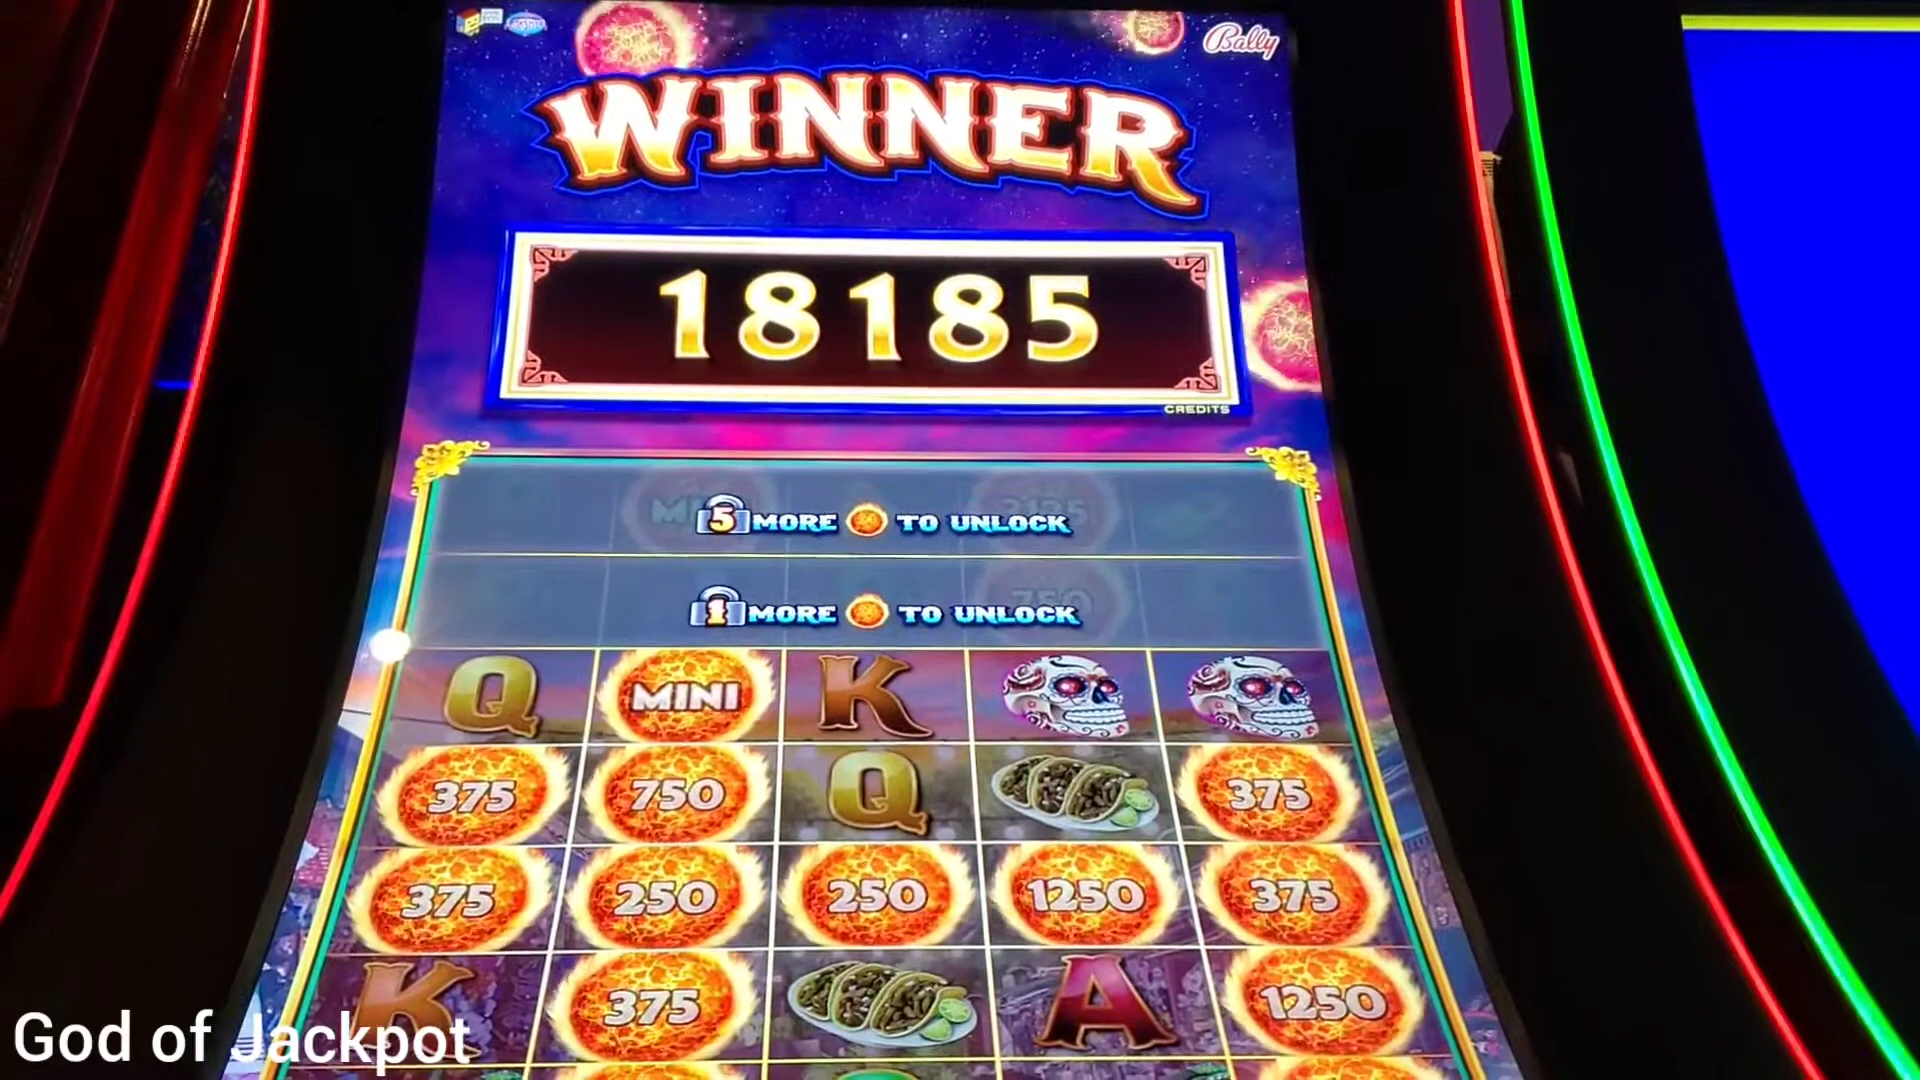 Bally
WINNER
18185
CREDITS
5 MORE TO UNLOCK
1 MORE TO UNLOCK
Q MINI K
375 750 Q 375
375 250 250 1250 375
K 375 A 1250
God of Jackpot